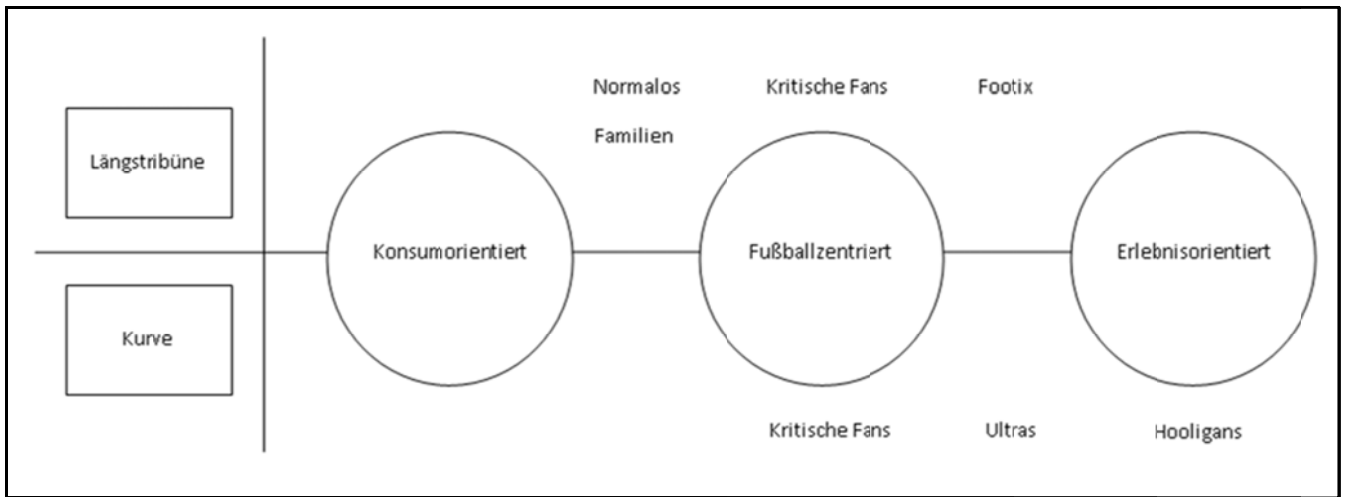 Normalos Kritische Fans Footix
Familien
Längstribüne
Konsumorientiert Fußballzentriert Erlebnisorientiert
Kurve
Kritische Fans Ultras Hooligans